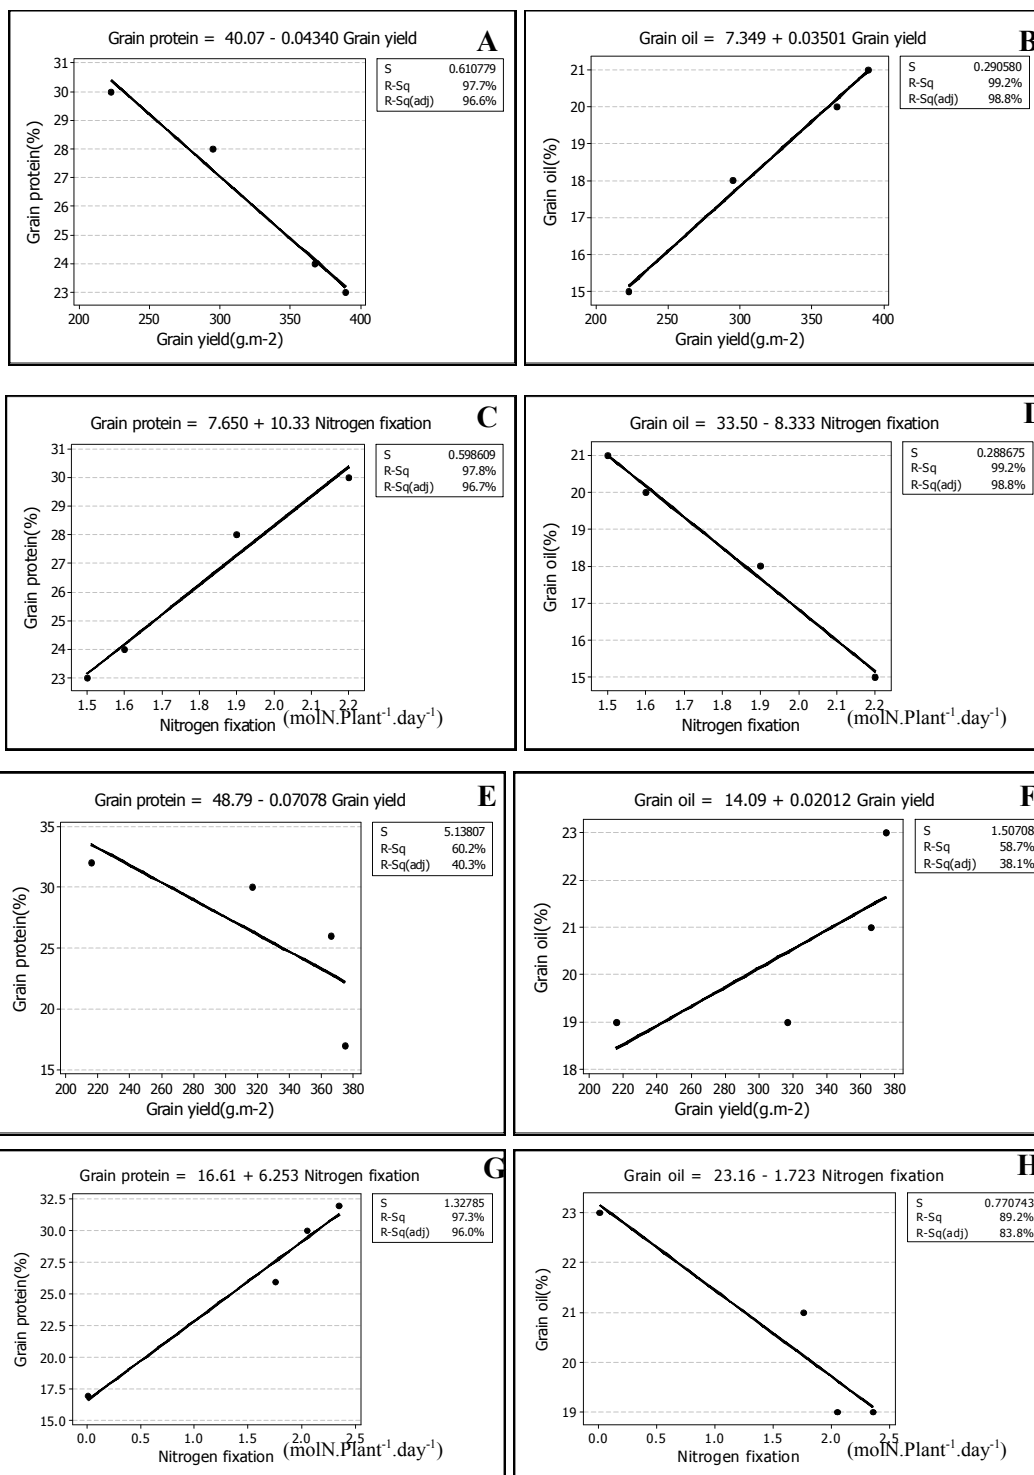 Grain protein = 40.07 - 0.04340 Grain yield
A
S 0.610779
R-Sq 97.7%
R-Sq(adj) 96.6%
31
30
28
27
26
24
23
Grain protein(%)
200 250 300 350 400
Grain yield(g.m-2)
Grain oil = 7.349 + 0.03501 Grain yield
B
S 0.290580
R-Sq 99.2%
R-Sq(adj) 98.8%
21
20
19
18
17
16
15
Grain oil(%)
200 250 300 350 400
Grain yield(g.m-2)
Grain protein = 7.650 + 10.33 Nitrogen fixation
C
S 0.598609
R-Sq 97.8%
R-Sq(adj) 96.7%
31
30
29
28
27
26
25
24
23
Grain protein(%)
1.5 1.6 1.7 1.8 1.9 2.0 2.1 2.2
Nitrogen fixation (molN.Plant⁻¹.day⁻¹)
Grain oil = 33.50 - 8.333 Nitrogen fixation
S 0.288675
R-Sq 99.2%
R-Sq(adj) 98.8%
21
20
19
18
17
16
15
Grain oil(%)
1.5 1.6 1.7 1.8 1.9 2.0 2.1 2.2
Nitrogen fixation (molN.Plant⁻¹.day⁻¹)
Grain protein = 48.79 - 0.07078 Grain yield
E
S 5.13807
R-Sq 60.2%
R-Sq(adj) 40.3%
35
30
25
20
15
Grain protein(%)
200 220 240 260 280 300 320 340 360 380
Grain yield(g.m-2)
Grain oil = 14.09 + 0.02012 Grain yield
F
S 1.50708
R-Sq 58.7%
R-Sq(adj) 38.1%
23
22
21
20
19
18
Grain oil(%)
200 220 240 260 280 300 320 340 360 380
Grain yield(g.m-2)
Grain protein = 16.61 + 6.253 Nitrogen fixation
G
S 1.32785
R-Sq 97.3%
R-Sq(adj) 96.0%
32.5
30.0
27.5
25.0
22.5
20.0
17.5
15.0
Grain protein(%)
0.0 0.5 1.0 1.5 2.0 2.5
Nitrogen fixation (molN.Plant⁻¹.day⁻¹)
Grain oil = 23.16 - 1.723 Nitrogen fixation
H
S 0.770743
R-Sq 89.2%
R-Sq(adj) 83.8%
23
22
21
20
19
Grain oil(%)
0.0 0.5 1.0 1.5 2.0 2.5
Nitrogen fixation (molN.Plant⁻¹.day⁻¹)